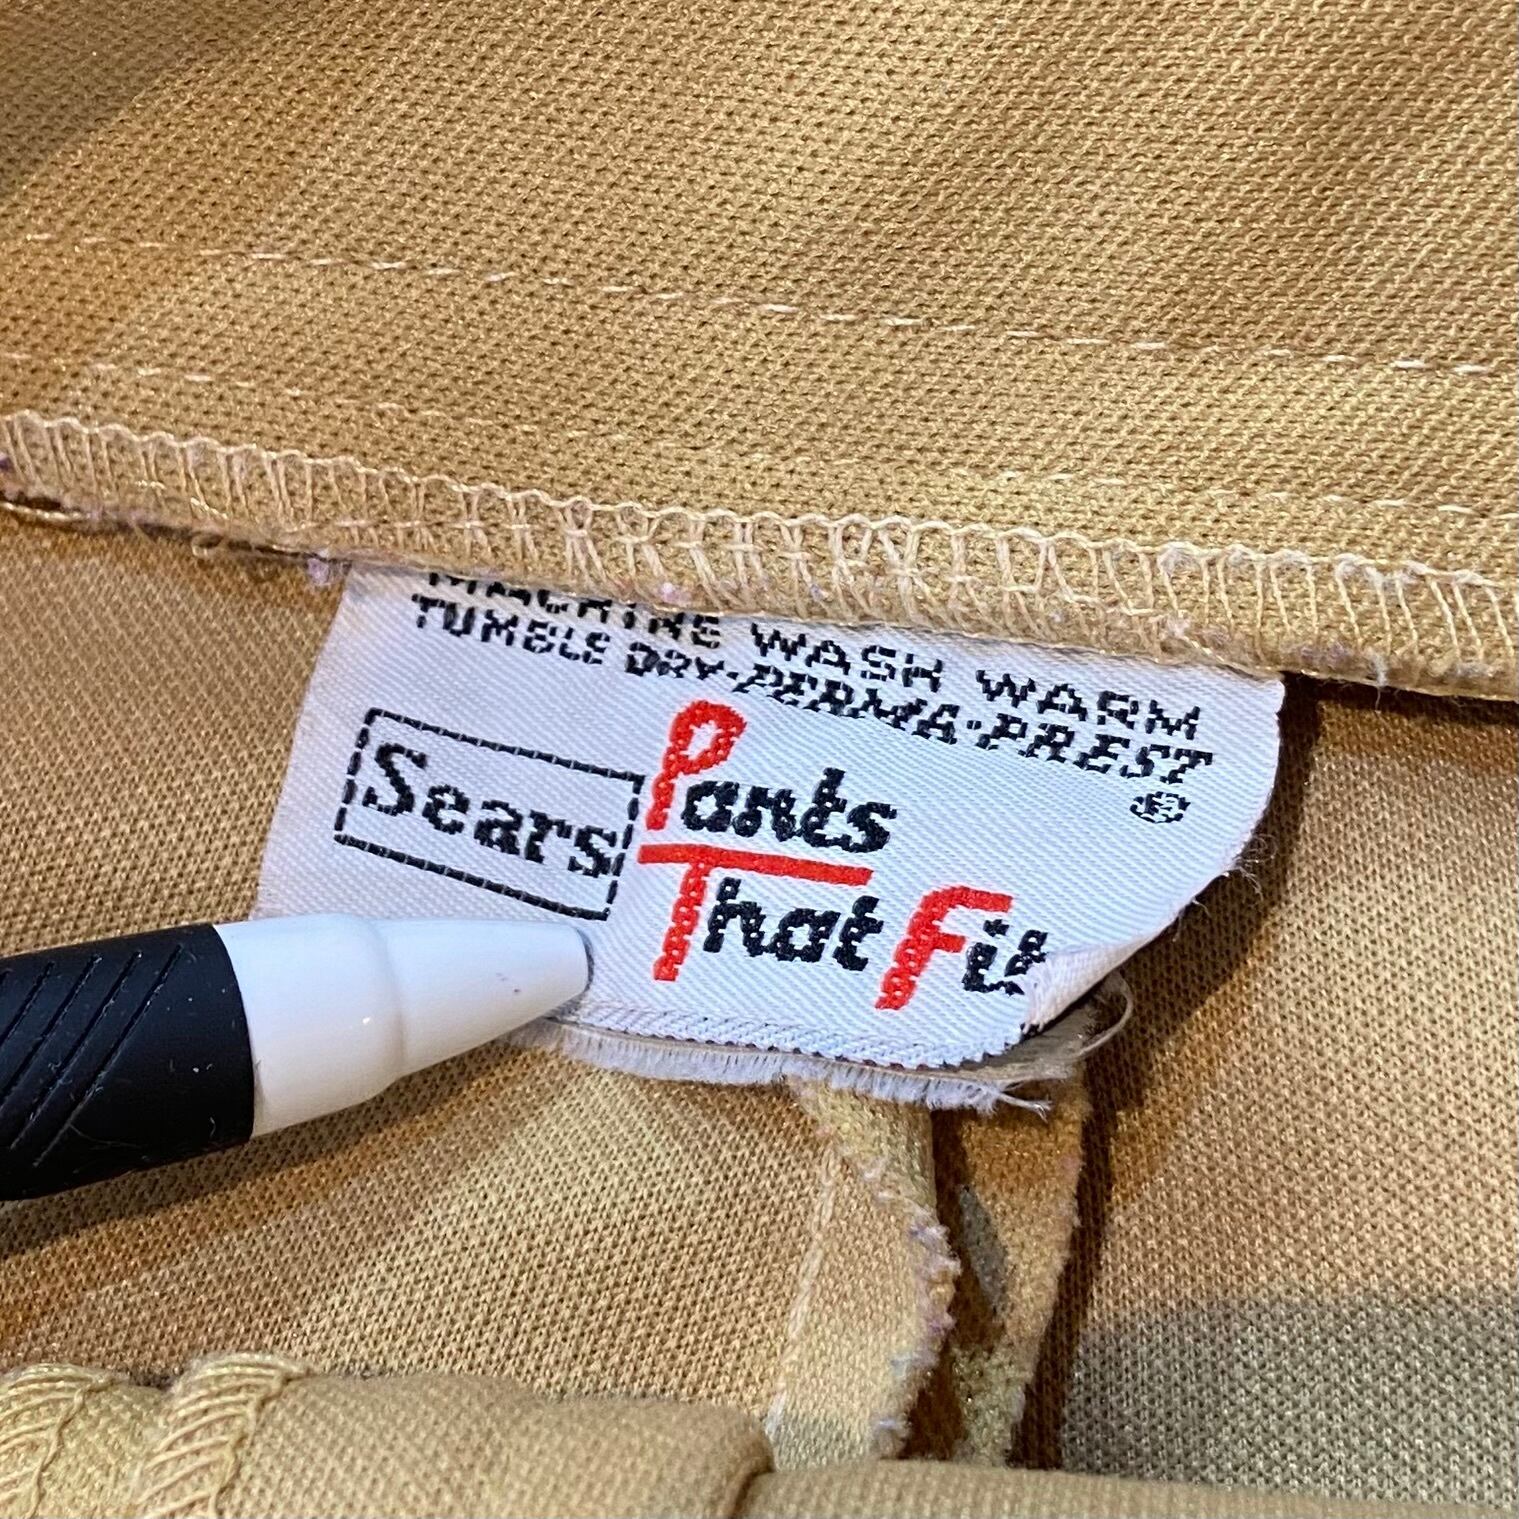 MACHINE WASH WARM
TUMBLE DRY·PERMA·PREST
®
Sears
Pants
That Fit